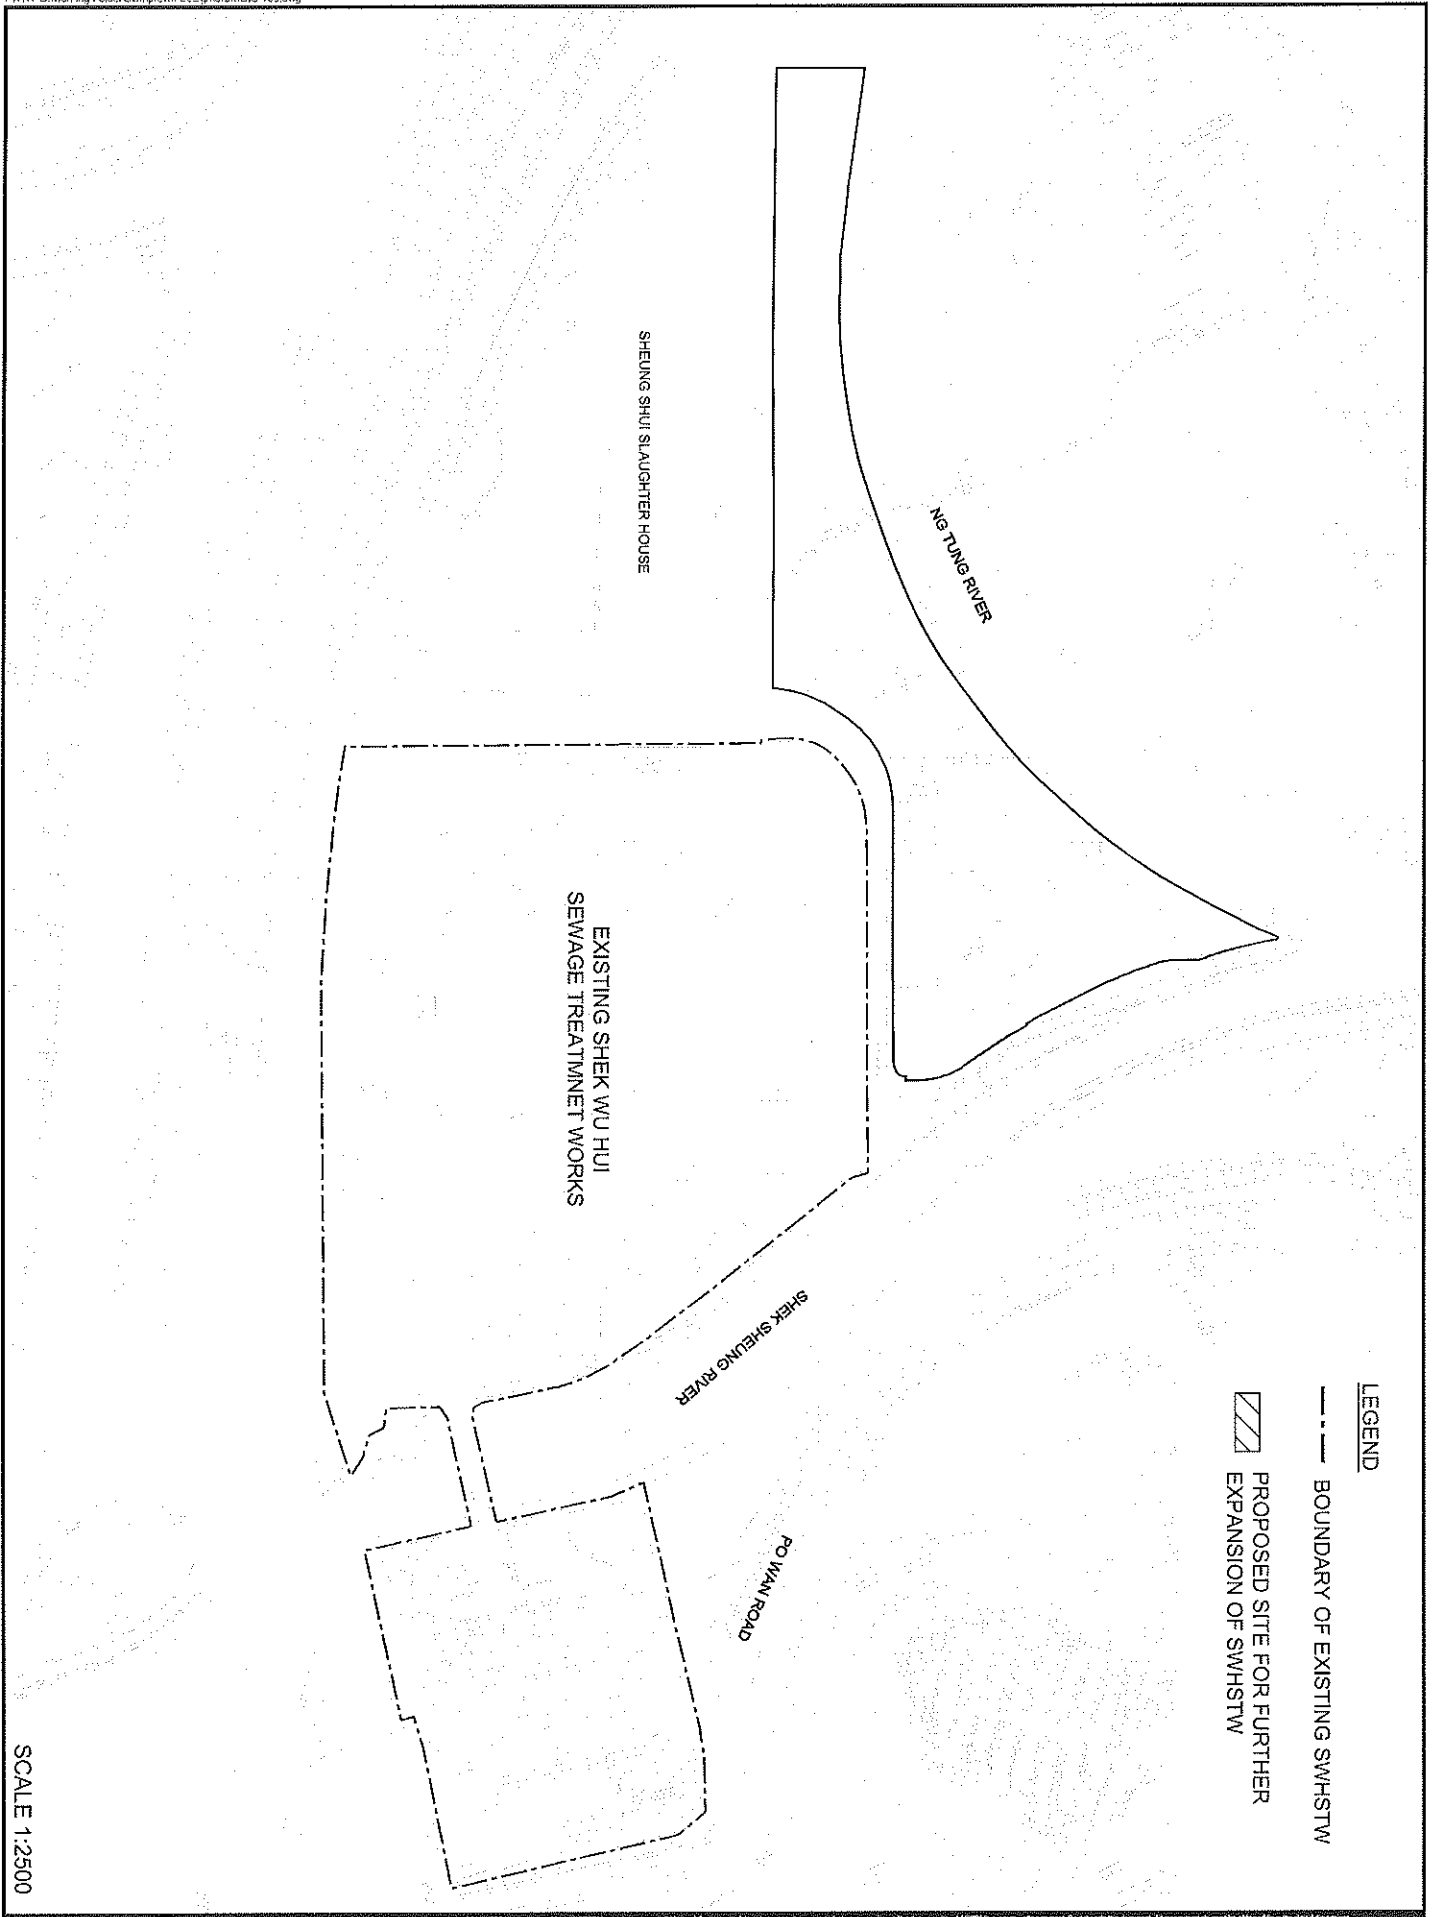 LEGEND
BOUNDARY OF EXISTING SWHSTW
PROPOSED SITE FOR FURTHER
EXPANSION OF SWHSTW
NG TUNG RIVER
SHEUNG SHUI SLAUGHTER HOUSE
EXISTING SHEK WU HUI
SEWAGE TREATMNET WORKS
SHEK SHEUNG RIVER
PO WAN ROAD
SCALE 1:2500